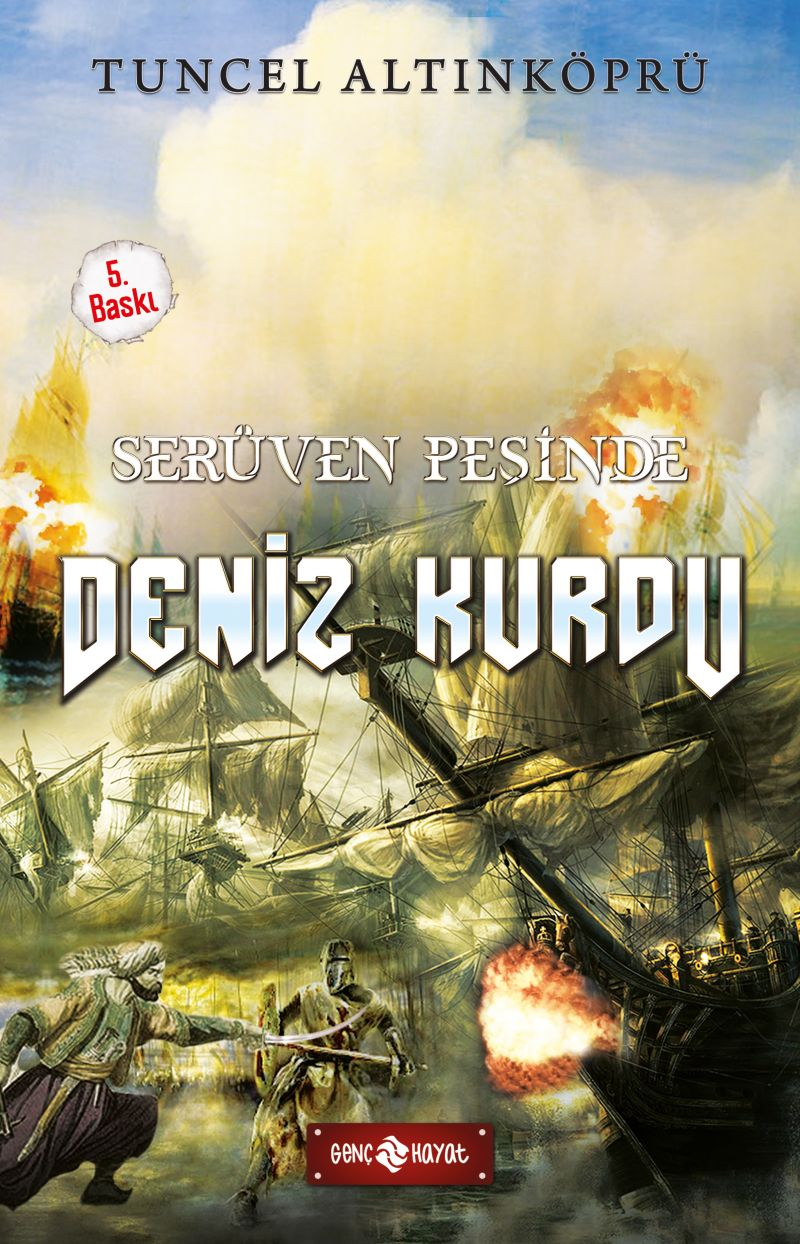 TUNCEL ALTINKÖPRÜ
5.
Baskı
SERÜVEN PEŞİNDE
DENİZ KURDU
GENÇ HAYAT